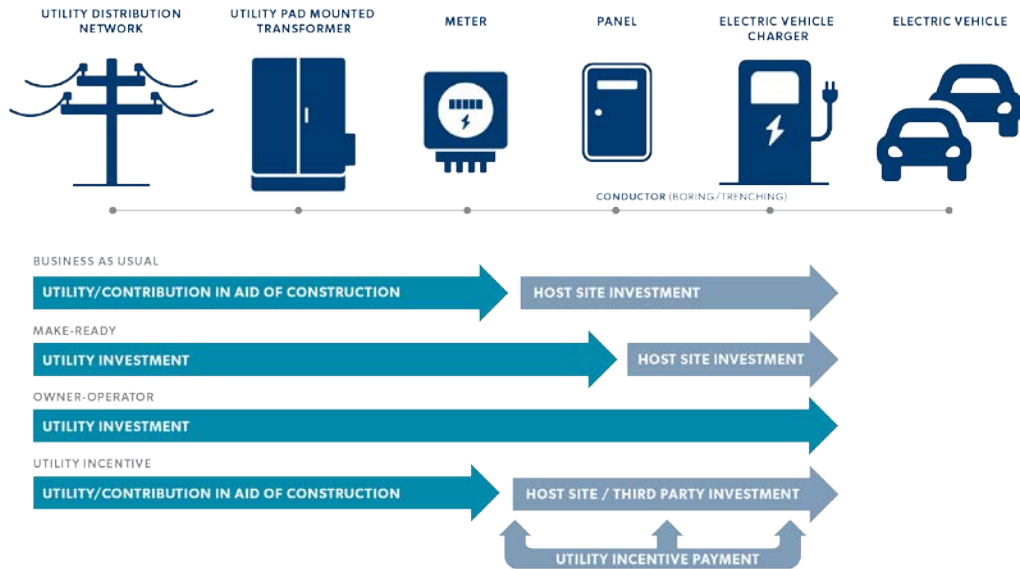 UTILITY DISTRIBUTION
NETWORK
UTILITY PAD MOUNTED
TRANSFORMER
METER
PANEL
ELECTRIC VEHICLE
CHARGER
ELECTRIC VEHICLE
CONDUCTOR (BORING/TRENCHING)
BUSINESS AS USUAL
UTILITY/CONTRIBUTION IN AID OF CONSTRUCTION
HOST SITE INVESTMENT
MAKE-READY
UTILITY INVESTMENT
HOST SITE INVESTMENT
OWNER-OPERATOR
UTILITY INVESTMENT
UTILITY INCENTIVE
UTILITY/CONTRIBUTION IN AID OF CONSTRUCTION
HOST SITE / THIRD PARTY INVESTMENT
UTILITY INCENTIVE PAYMENT